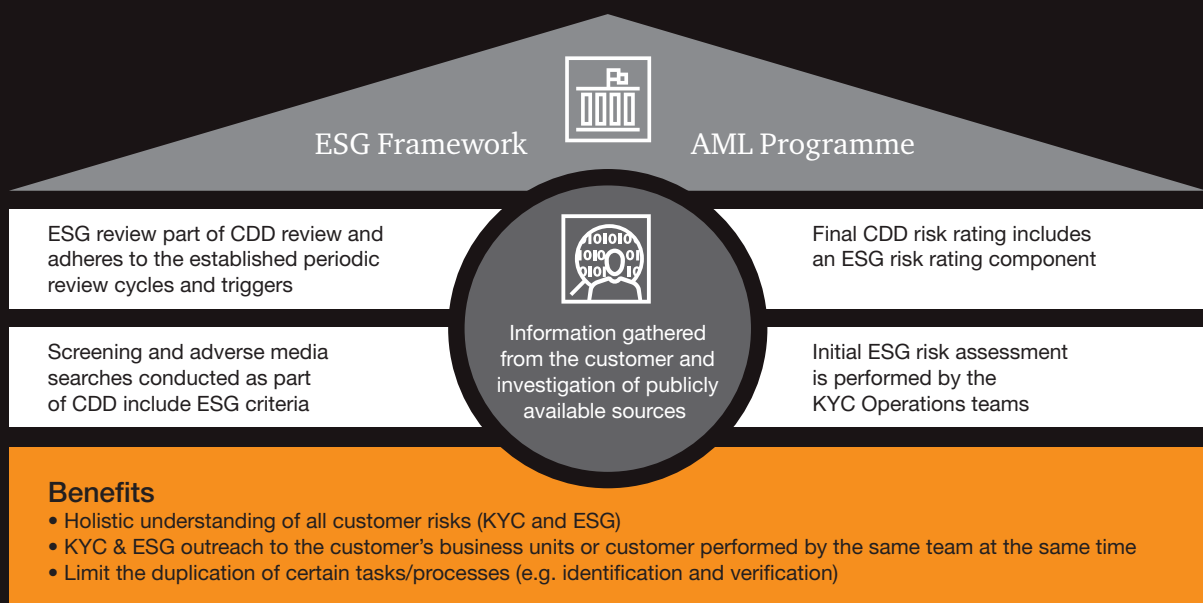 ESG Framework
AML Programme
ESG review part of CDD review and
adheres to the established periodic
review cycles and triggers
Screening and adverse media
searches conducted as part
of CDD include ESG criteria
Information gathered
from the customer and
investigation of publicly
available sources
Final CDD risk rating includes
an ESG risk rating component
Initial ESG risk assessment
is performed by the
KYC Operations teams
Benefits
• Holistic understanding of all customer risks (KYC and ESG)
• KYC & ESG outreach to the customer's business units or customer performed by the same team at the same time
• Limit the duplication of certain tasks/processes (e.g. identification and verification)